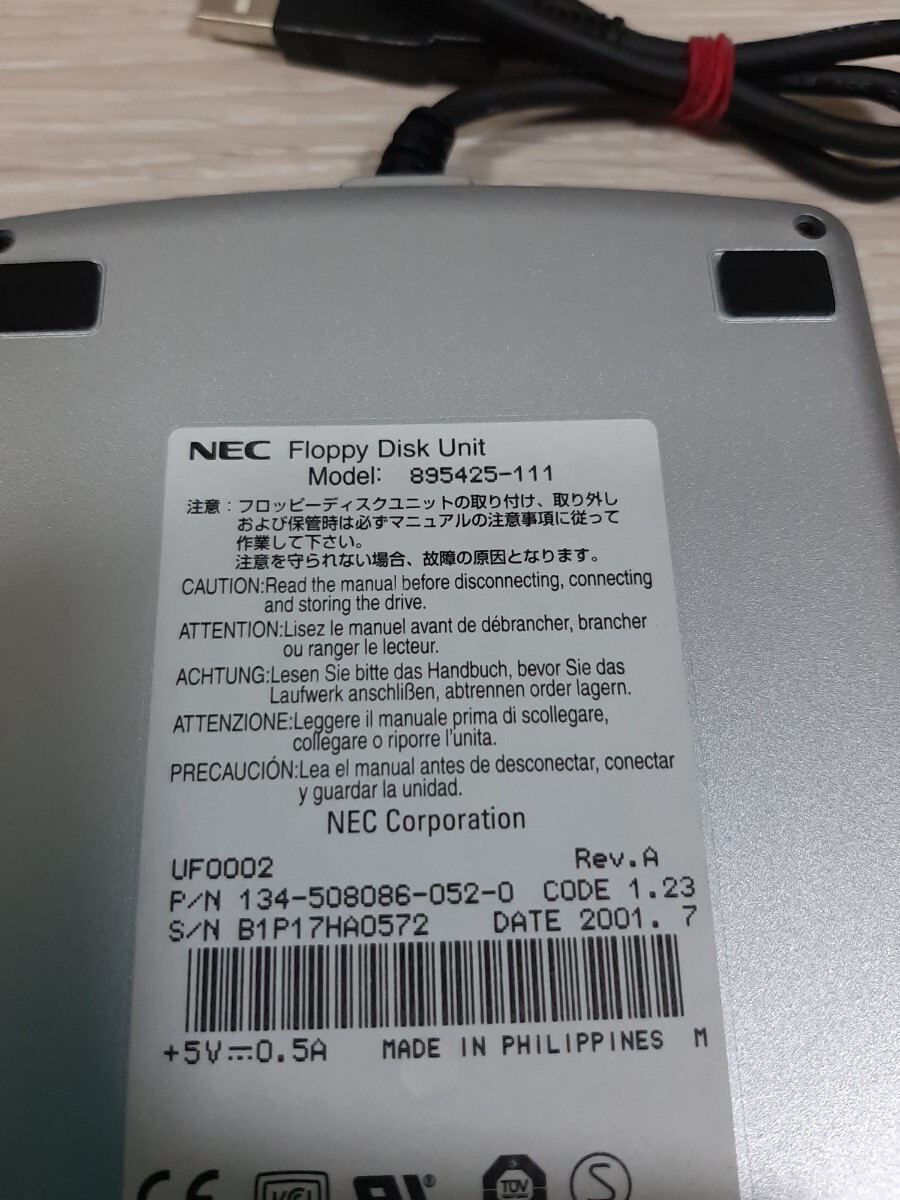 NEC Floppy Disk Unit
Model: 895425-111
注意：フロッピーディスクユニットの取り付け、取り外し
および保管時は必ずマニュアルの注意事項に従って
作業して下さい。
注意を守られない場合、故障の原因となります。
CAUTION:Read the manual before disconnecting, connecting
and storing the drive.
ATTENTION:Lisez le manuel avant de débrancher, brancher
ou ranger le lecteur.
ACHTUNG:Lesen Sie bitte das Handbuch, bevor Sie das
Laufwerk anschlißen, abtrennen order lagern.
ATTENZIONE:Leggere il manuale prima di scollegare,
collegare o riporre l'unita.
PRECAUCIÓN:Lea el manual antes de desconectar, conectar
y guardar la unidad.
NEC Corporation
UF0002 Rev.A
P/N 134-508086-052-0 CODE 1.23
S/N B1P17HA0572 DATE 2001. 7
+5V⎓0.5A MADE IN PHILIPPINES M
CE TÜV S